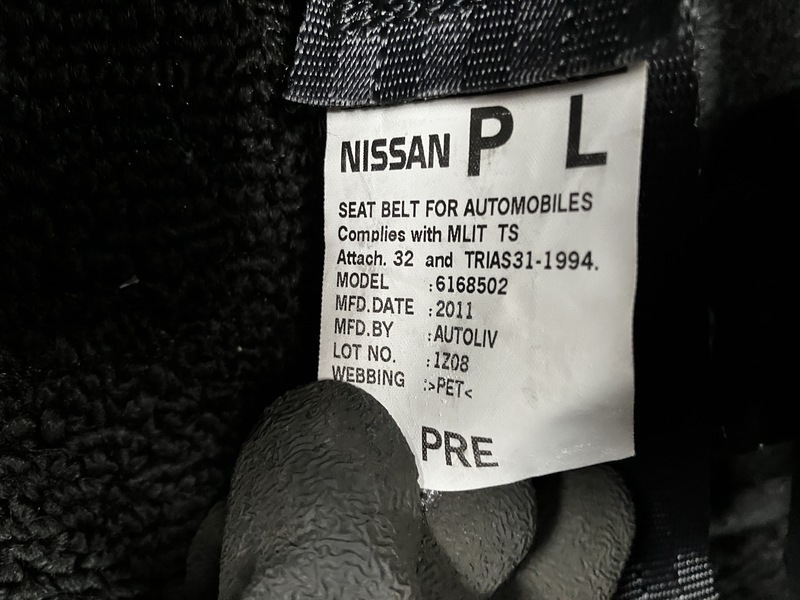 NISSAN P L
SEAT BELT FOR AUTOMOBILES
Complies with MLIT TS
Attach. 32 and TRIAS31-1994.
MODEL :6168502
MFD.DATE :2011
MFD.BY :AUTOLIV
LOT NO. :1Z08
WEBBING :>PET<
PRE